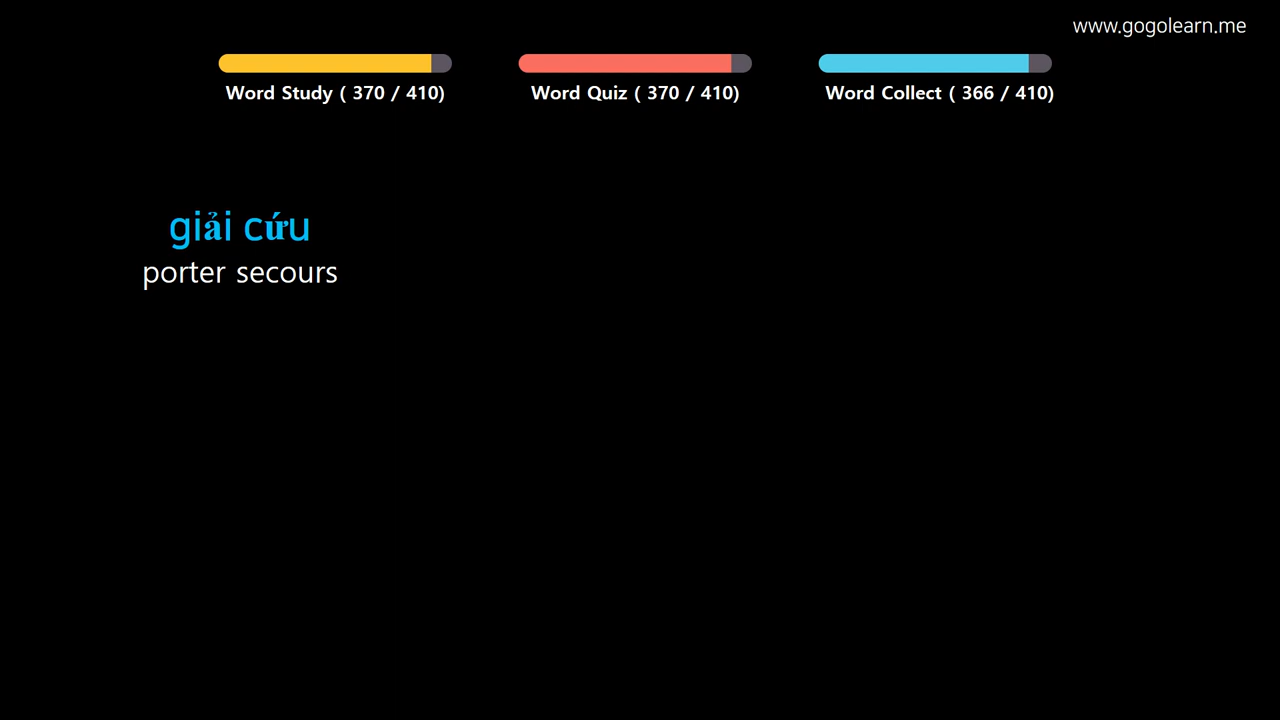 www.gogolearn.me
Word Study ( 370 / 410)
Word Quiz ( 370 / 410)
Word Collect ( 366 / 410)
giải cứu
porter secours